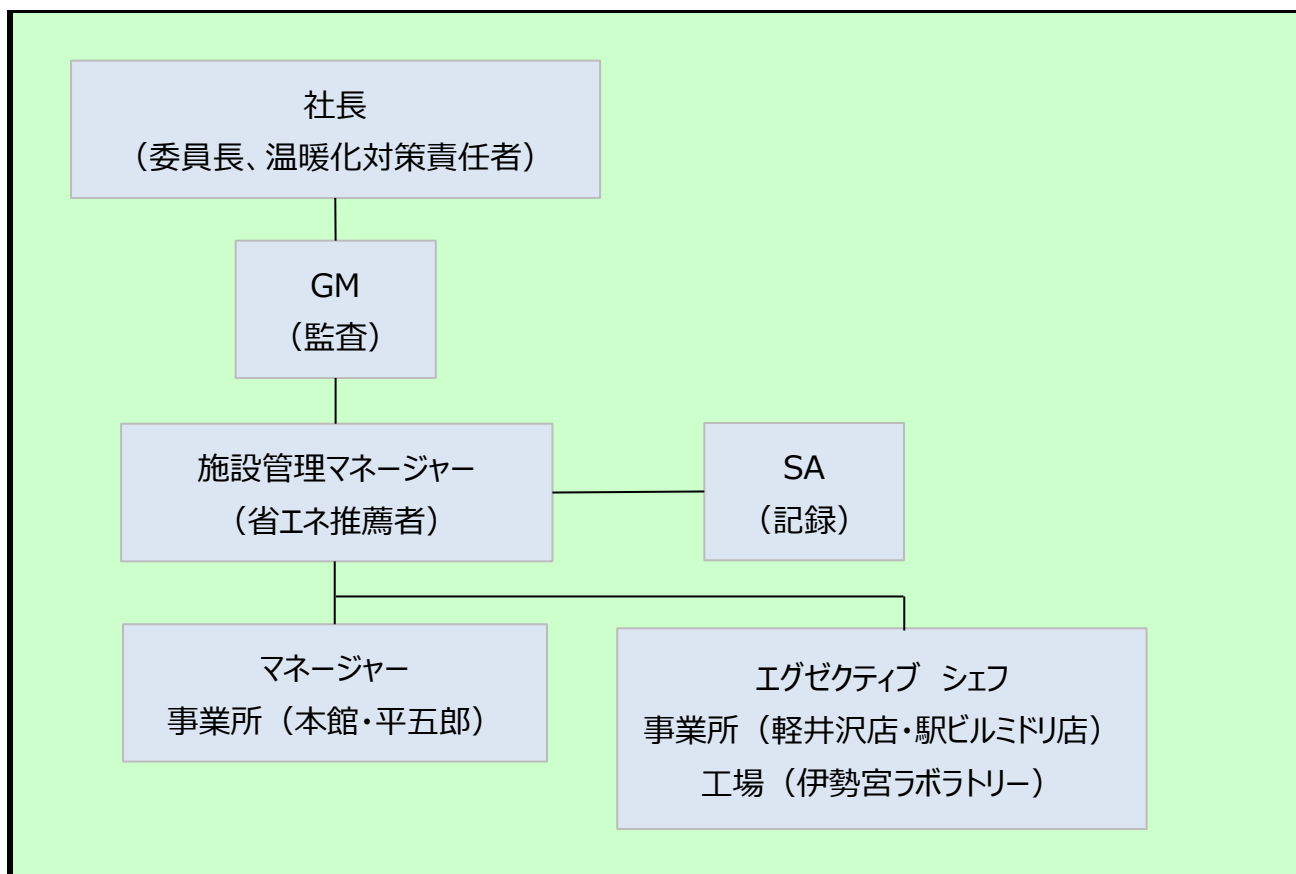 社長
（委員長、温暖化対策責任者）
GM
（監査）
施設管理マネージャー
（省エネ推薦者）
SA
（記録）
マネージャー
事業所（本館・平五郎）
エグゼクティブ　シェフ
事業所（軽井沢店・駅ビルミドリ店）
工場（伊勢宮ラボラトリー）